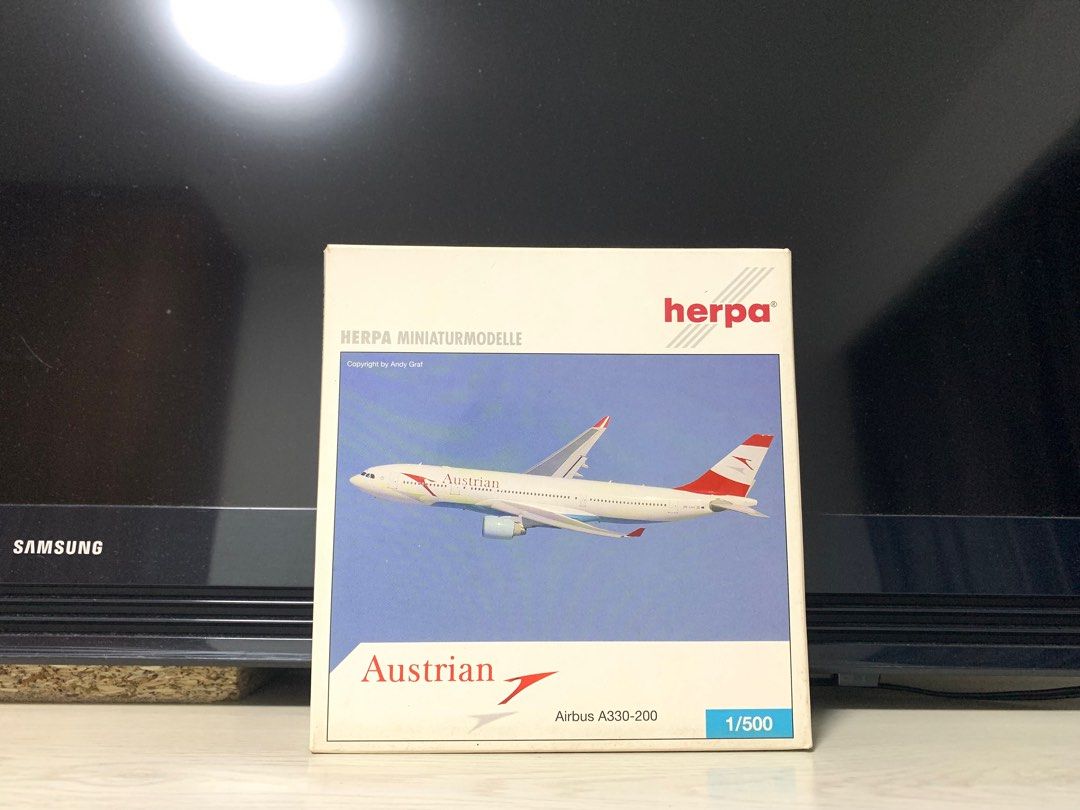 herpa®
HERPA MINIATURMODELLE
Copyright by Andy Graf
Austrian
SAMSUNG
Austrian
Airbus A330-200
1/500